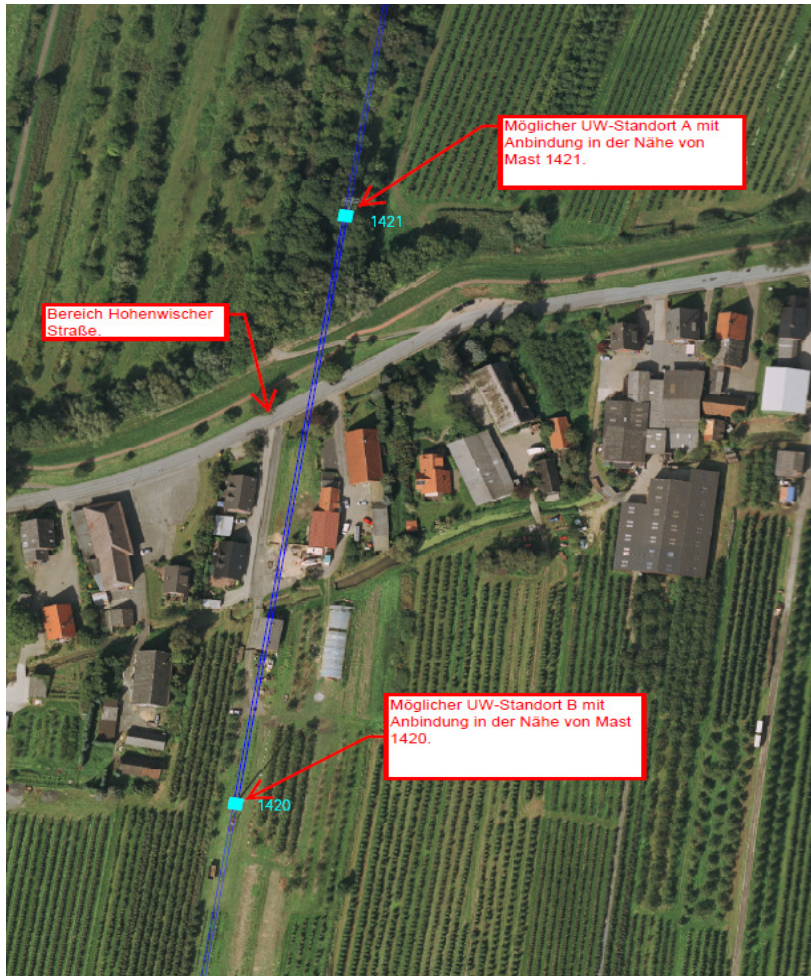 Möglicher UW-Standort A mit
Anbindung in der Nähe von
Mast 1421.
1421
Bereich Hohenwischer
Straße.
Möglicher UW-Standort B mit
Anbindung in der Nähe von Mast
1420.
1420